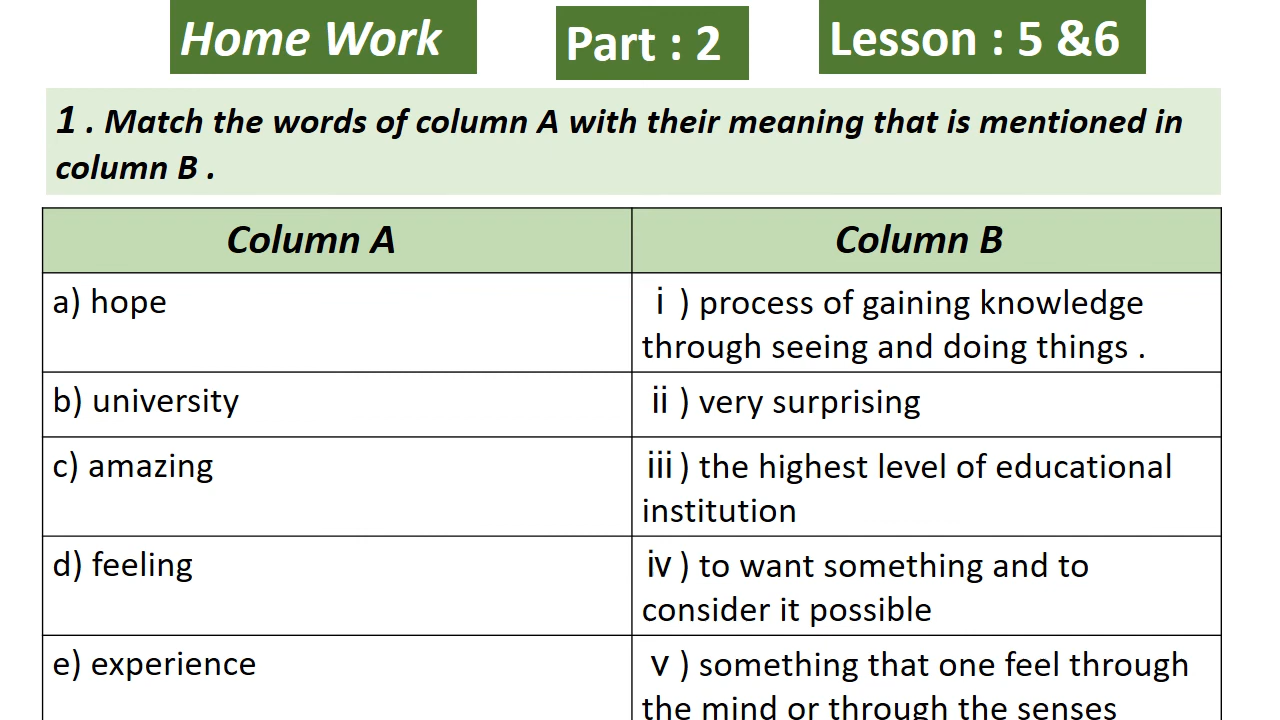 Home Work
Part : 2
Lesson : 5 &6
1 . Match the words of column A with their meaning that is mentioned in
column B .
Column A
Column B
a) hope
ⅰ ) process of gaining knowledge
through seeing and doing things .
b) university
ⅱ ) very surprising
c) amazing
ⅲ ) the highest level of educational
institution
d) feeling
ⅳ ) to want something and to
consider it possible
e) experience
ⅴ ) something that one feel through
the mind or through the senses